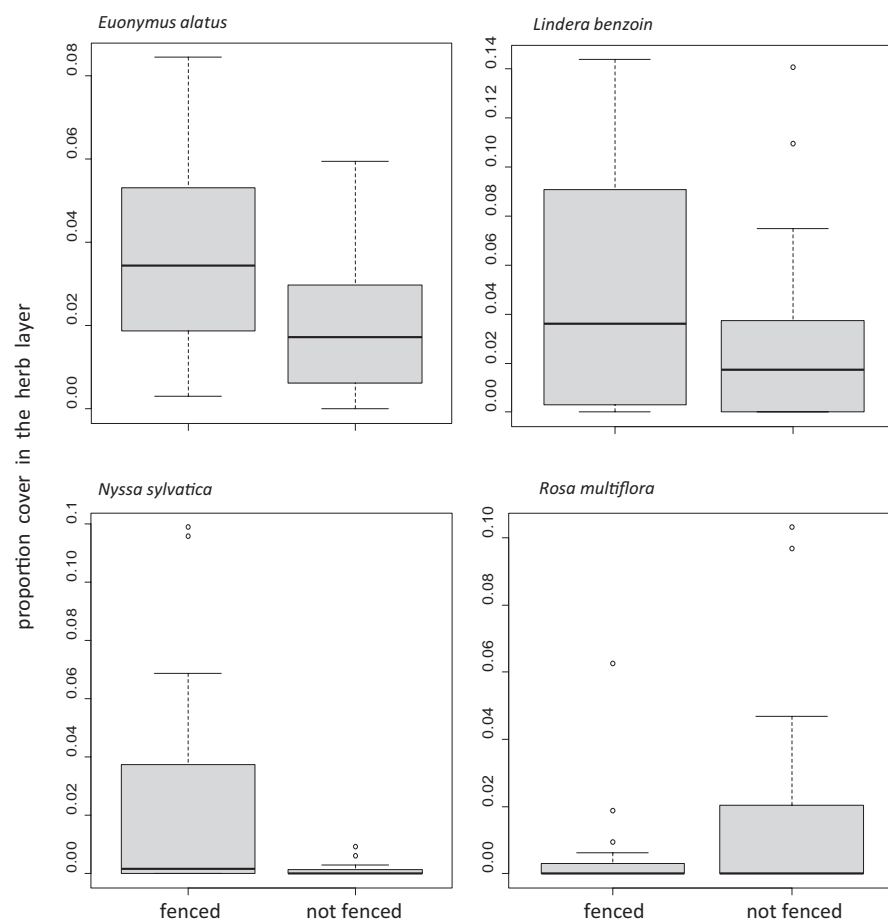 Euonymus alatus
Lindera benzoin
0.08
0.06
0.04
0.02
0.00
0.14
0.12
0.10
0.08
0.06
0.04
0.02
0.00
proportion cover in the herb layer
Nyssa sylvatica
Rosa multiflora
0.1
0.10
0.08
0.06
0.04
0.02
0.00
0.10
0.08
0.06
0.04
0.02
0.00
fenced
not fenced
fenced
not fenced